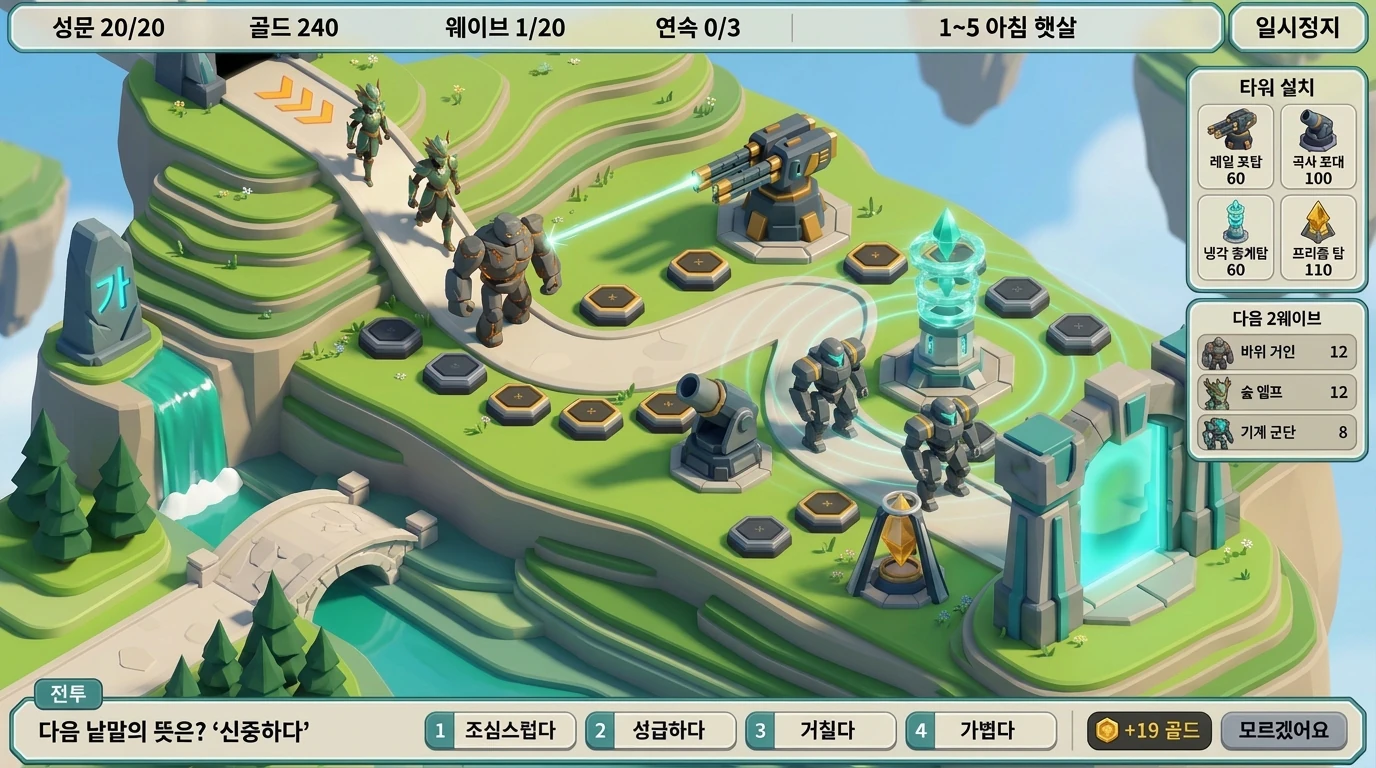 성문 20/20
골드 240
웨이브 1/20
연속 0/3
1~5 아침 햇살
일시정지
타워 설치
레일 포탑
60
곡사 포대
100
냉각
60
프리즘 탑
110
다음 2웨이브
바위 거인 12
숲 엠프 12
기계 군단 8
가
전투
다음 낱말의 뜻은? ‘신중하다’
1 조심스럽다
2 성급하다
3 거칠다
4 가볍다
+19 골드
모르겠어요